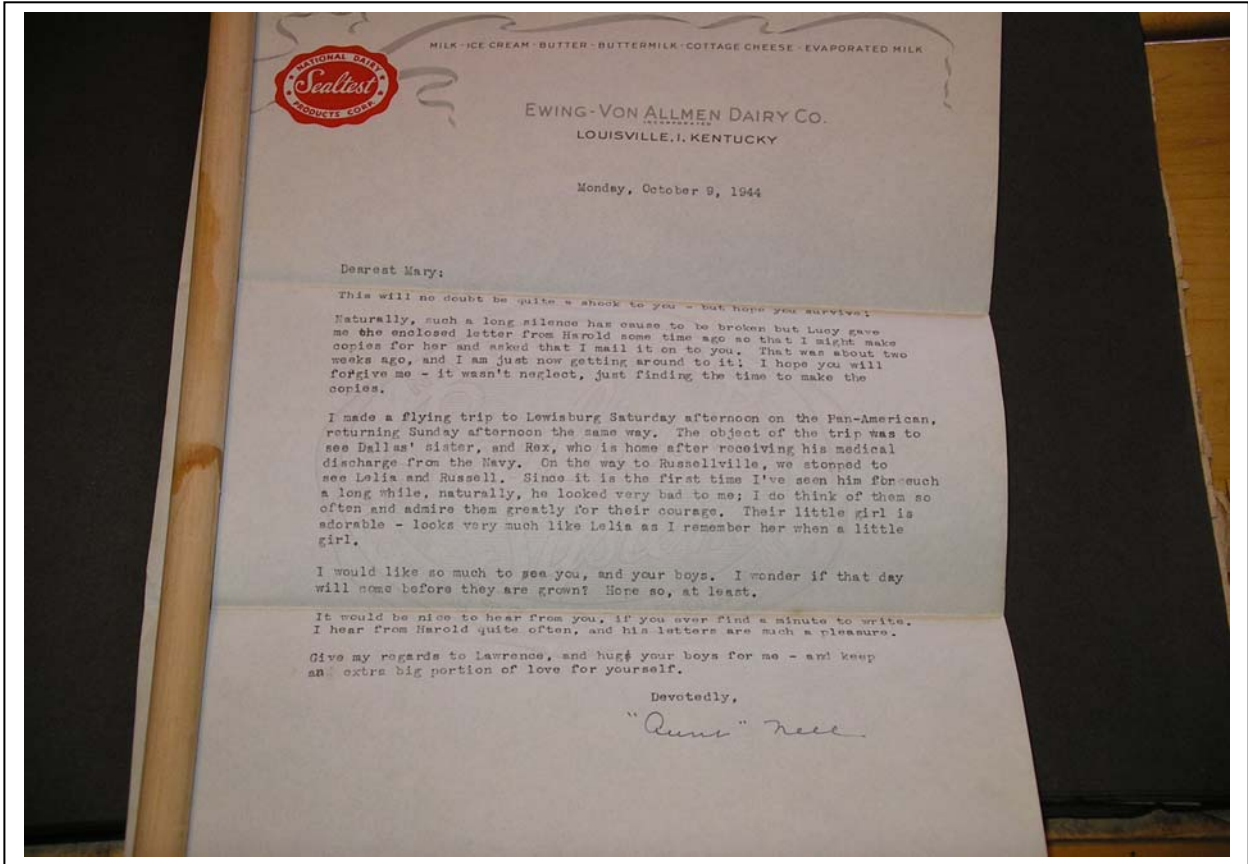 MILK · ICE CREAM · BUTTER · BUTTERMILK · COTTAGE CHEESE · EVAPORATED MILK
NATIONAL DAIRY
Sealtest
PRODUCTS CORP.
EWING-VON ALLMEN DAIRY CO.
INCORPORATED
LOUISVILLE, 1, KENTUCKY
Monday, October 9, 1944
Dearest Mary:
This will no doubt be quite a shock to you - but hope you survive!
Naturally, such a long silence has cause to be broken but Lucy gave
me the enclosed letter from Harold some time ago so that I might make
copies for her and asked that I mail it on to you. That was about two
weeks ago, and I am just now getting around to it! I hope you will
forgive me - it wasn't neglect, just finding the time to make the
copies.
I made a flying trip to Lewisburg Saturday afternoon on the Pan-American,
returning Sunday afternoon the same way. The object of the trip was to
see Dallas' sister, and Rex, who is home after receiving his medical
discharge from the Navy. On the way to Russellville, we stopped to
see Lelia and Russell. Since it is the first time I've seen him for such
a long while, naturally, he looked very bad to me; I do think of them so
often and admire them greatly for their courage. Their little girl is
adorable - looks very much like Lelia as I remember her when a little
girl.
I would like so much to see you, and your boys. I wonder if that day
will come before they are grown? Hope so, at least.
It would be nice to hear from you, if you ever find a minute to write.
I hear from Harold quite often, and his letters are such a pleasure.
Give my regards to Lawrence, and hug your boys for me - and keep
an extra big portion of love for yourself.
Devotedly,
"Aunt" Nell